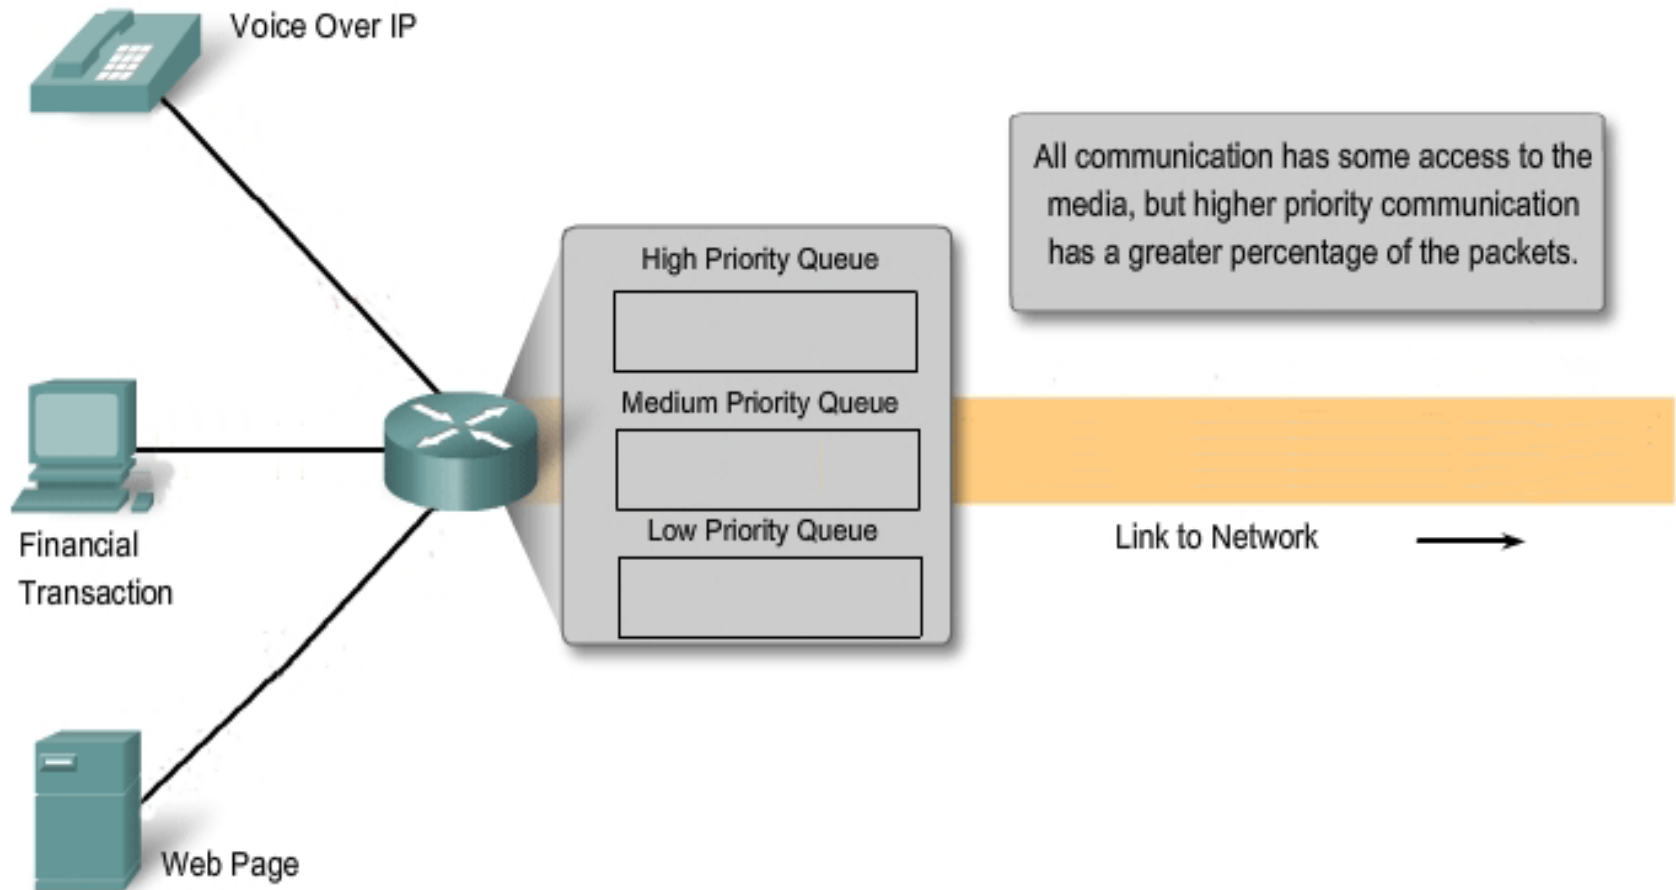 Voice Over IP
All communication has some access to the
media, but higher priority communication
has a greater percentage of the packets.
High Priority Queue
Medium Priority Queue
Low Priority Queue
Link to Network
Financial
Transaction
Web Page